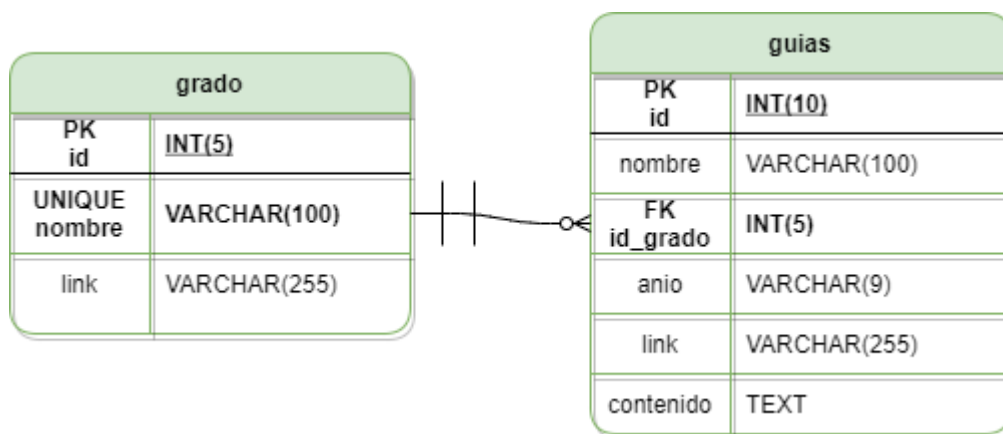 grado
PK
id
INT(5)
UNIQUE
nombre
VARCHAR(100)
link
VARCHAR(255)
guias
PK
id
INT(10)
nombre
VARCHAR(100)
FK
id_grado
INT(5)
anio
VARCHAR(9)
link
VARCHAR(255)
contenido
TEXT